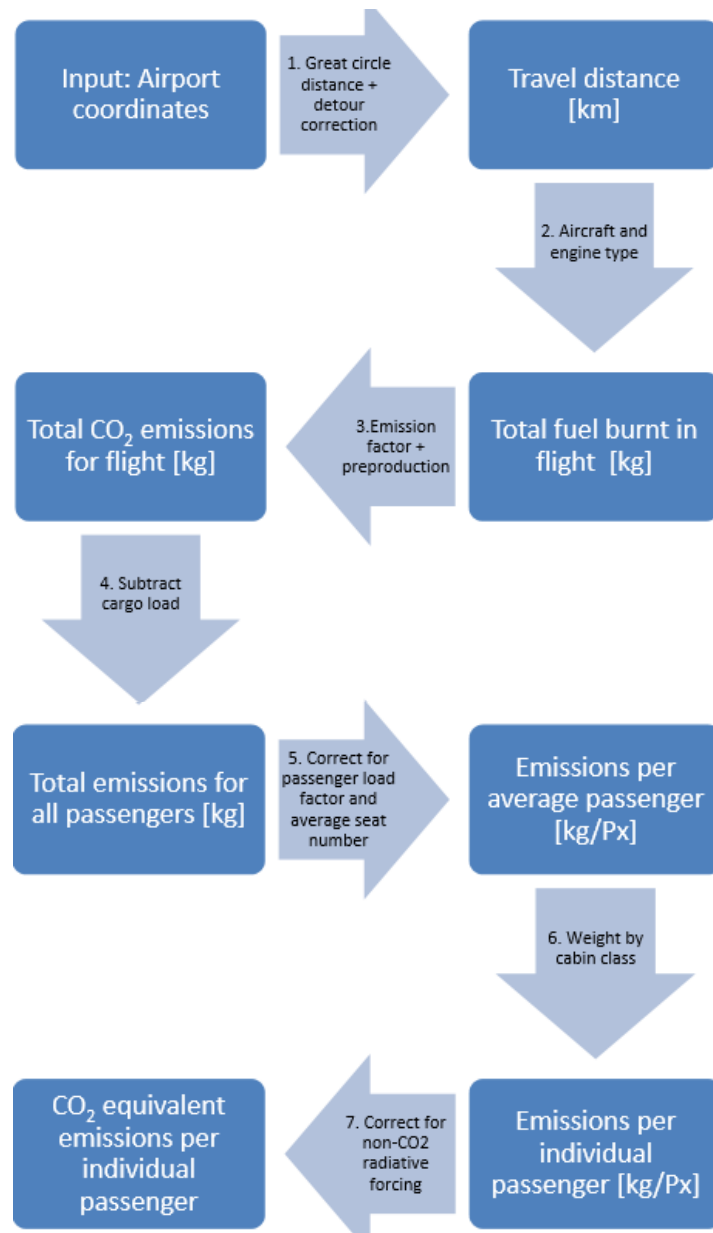 Input: Airport
coordinates
1. Great circle
distance +
detour
correction
Travel distance
[km]
2. Aircraft and
engine type
Total fuel burnt in
flight [kg]
3.Emission
factor +
preproduction
Total CO₂ emissions
for flight [kg]
4. Subtract
cargo load
Total emissions for
all passengers [kg]
5. Correct for
passenger load
factor and
average seat
number
Emissions per
average passenger
[kg/Px]
6. Weight by
cabin class
Emissions per
individual
passenger [kg/Px]
7. Correct for
non-CO2
radiative
forcing
CO₂ equivalent
emissions per
individual
passenger